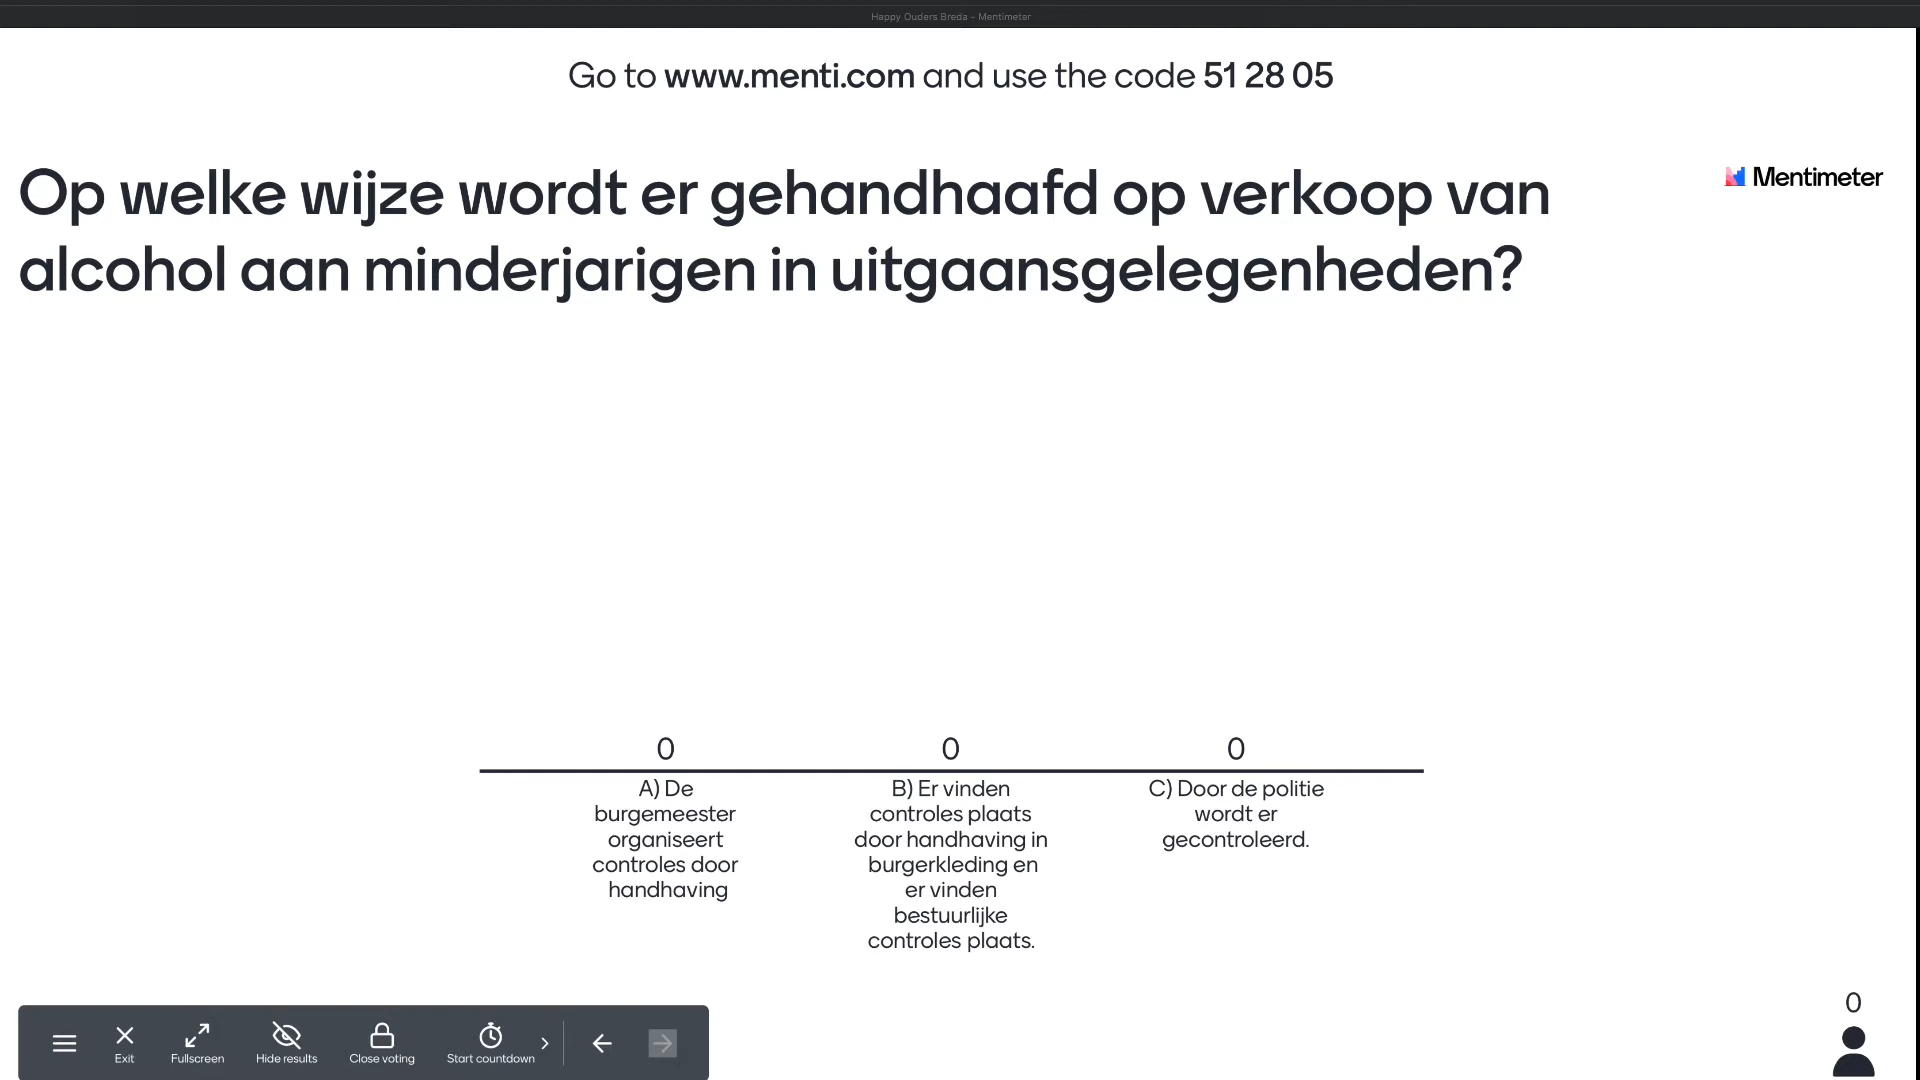 Happy Ouders Breda - Mentimeter
Go to www.menti.com and use the code 51 28 05
Op welke wijze wordt er gehandhaafd op verkoop van
alcohol aan minderjarigen in uitgaansgelegenheden?
Mentimeter
0
A) De
burgemeester
organiseert
controles door
handhaving
0
B) Er vinden
controles plaats
door handhaving in
burgerkleding en
er vinden
bestuurlijke
controles plaats.
0
C) Door de politie
wordt er
gecontroleerd.
0
Exit
Fullscreen
Hide results
Close voting
Start countdown